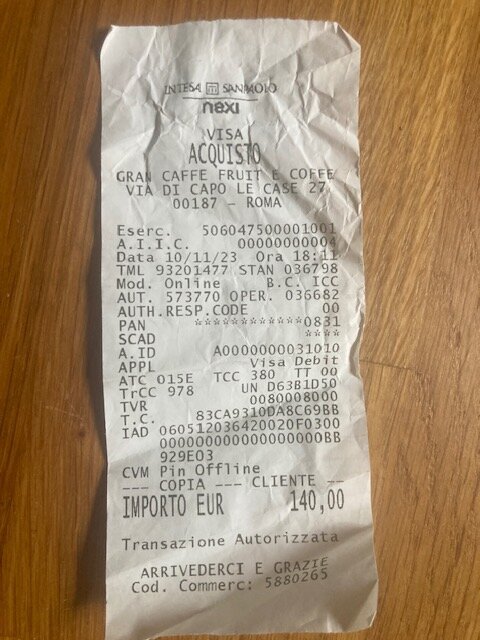 INTESA SANPAOLO
nexi
VISA
ACQUISTO
GRAN CAFFE FRUIT E COFFE
VIA DI CAPO LE CASE 27
00187 - ROMA
Eserc. 506047500001001
A.I.I.C. 00000000004
Data 10/11/23 Ora 18:11
TML 93201477 STAN 036798
Mod. Online B.C. ICC
AUT. 573770 OPER. 036682
AUTH.RESP.CODE 00
PAN ************0831
SCAD ****
A.ID A0000000031010
APPL Visa Debit
ATC 015E TCC 380 TT 00
TrCC 978 UN D63B1D50
TVR 0080008000
T.C. 83CA9310DA8C69BB
IAD 060512036420020F0300
000000000000000000BB
929E03
CVM Pin Offline
--- COPIA --- CLIENTE --
IMPORTO EUR 140,00
Transazione Autorizzata
ARRIVEDERCI E GRAZIE
Cod. Commerc: 5880265